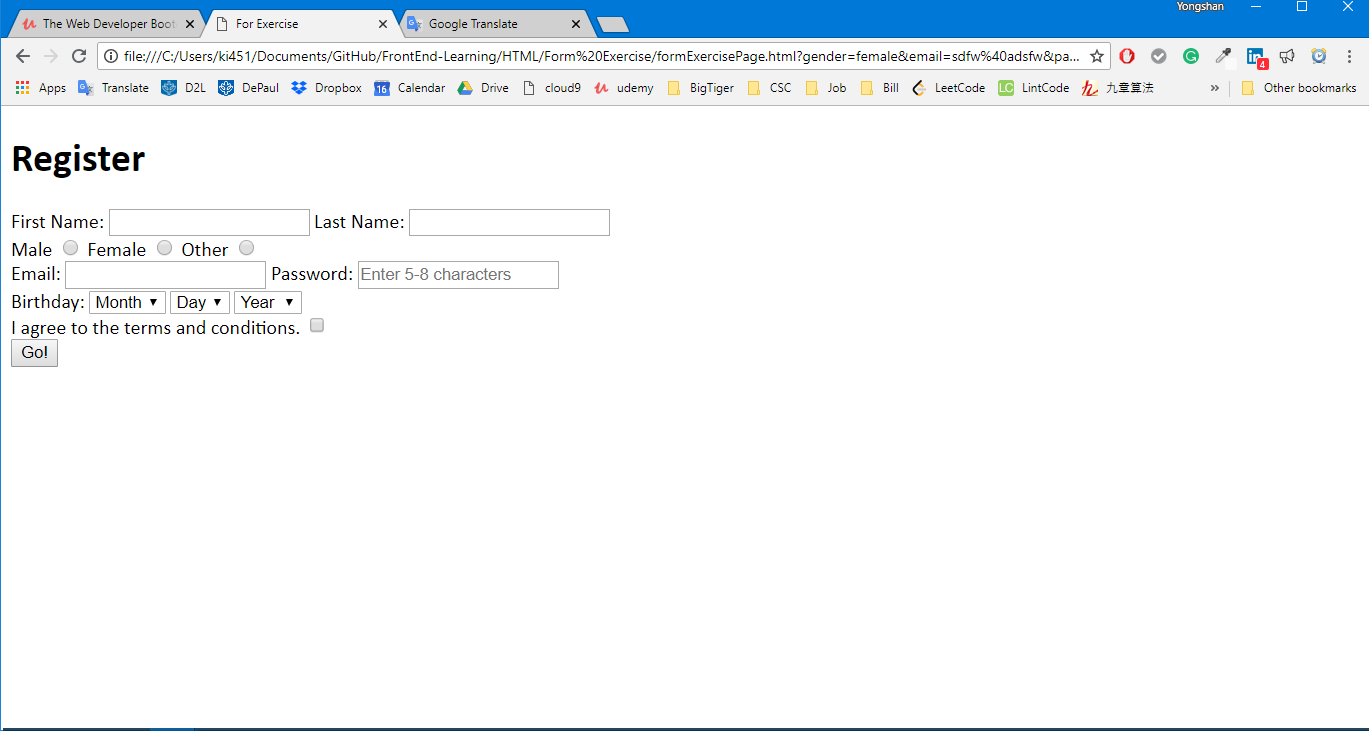 Yongshan
The Web Developer Boot
For Exercise
Google Translate
file:///C:/Users/ki451/Documents/GitHub/FrontEnd-Learning/HTML/Form%20Exercise/formExercisePage.html?gender=female&email=sdfw%40adsfw&pa...
4
Apps Translate D2L DePaul Dropbox 16 Calendar Drive cloud9 udemy BigTiger CSC Job Bill LeetCode LC LintCode 九章算法 » Other bookmarks
Register
First Name: Last Name:
Male Female Other
Email: Password: Enter 5-8 characters
Birthday: Month Day Year
I agree to the terms and conditions.
Go!